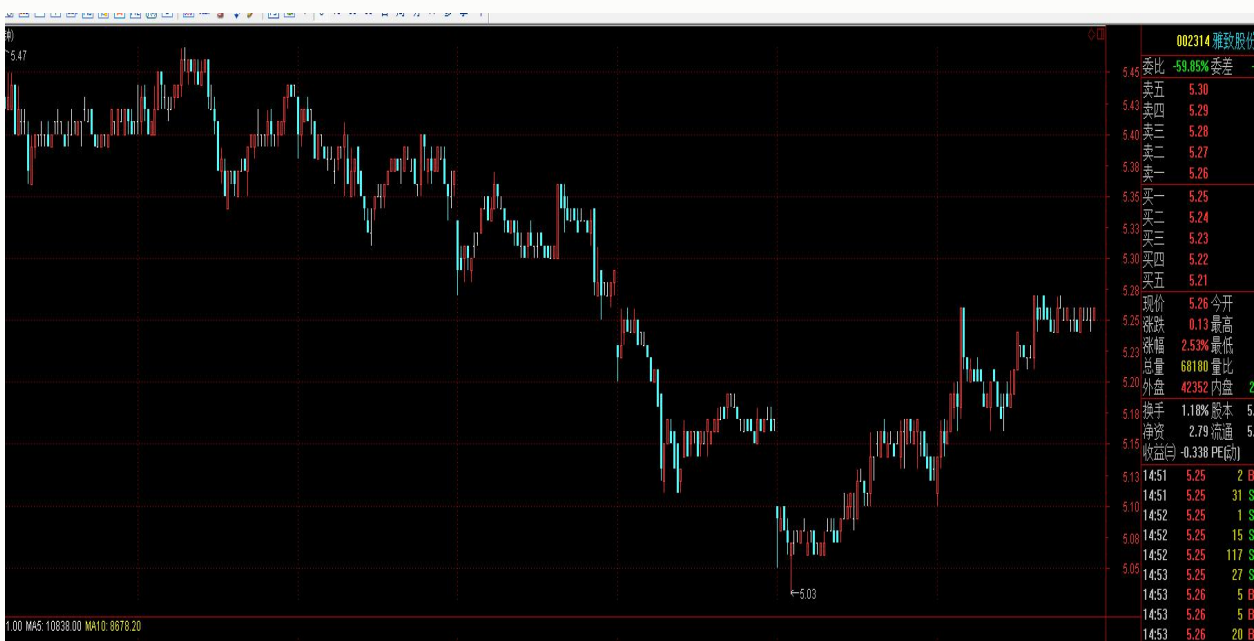 钟)
5.47
5.45
5.43
5.40
5.38
5.35
5.33
5.30
5.28
5.25
5.23
5.20
5.18
5.15
5.13
5.10
5.08
5.05
←5.03
1.00 MA5: 10838.00 MA10: 8678.20
002314 雅致股份
委比 -59.85% 委差
卖五 5.30
卖四 5.29
卖三 5.28
卖二 5.27
卖一 5.26
买一 5.25
买二 5.24
买三 5.23
买四 5.22
买五 5.21
现价 5.26 今开
涨跌 0.13 最高
涨幅 2.53% 最低
总量 68180 量比
外盘 42352 内盘 2
换手 1.18% 股本 5.
净资 2.79 流通 5.
收益(三) -0.338 PE(动)
14:51 5.25 2 B
14:51 5.25 31 S
14:52 5.25 1 S
14:52 5.25 15 S
14:52 5.25 117 S
14:53 5.25 27 S
14:53 5.26 5 B
14:53 5.26 5 B
14:53 5.26 20 B